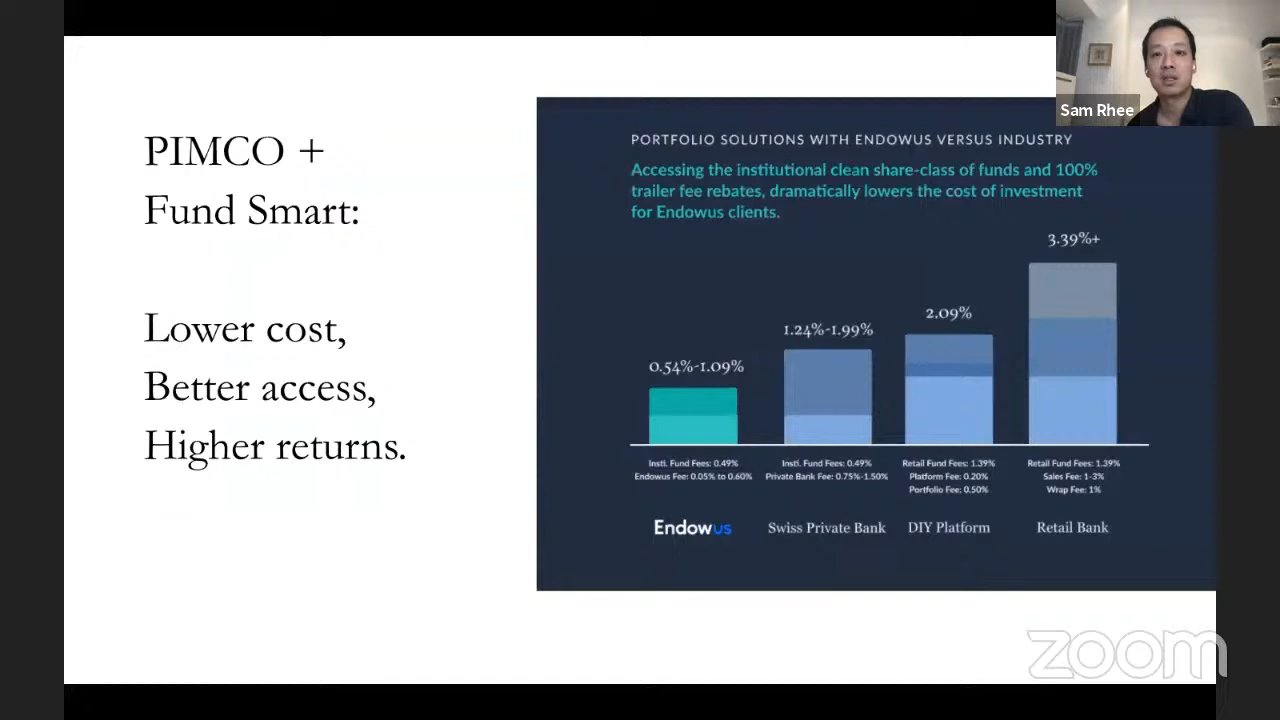 PIMCO +
Fund Smart:
Lower cost,
Better access,
Higher returns.
PORTFOLIO SOLUTIONS WITH ENDOWUS VERSUS INDUSTRY
Accessing the institutional clean share-class of funds and 100%
trailer fee rebates, dramatically lowers the cost of investment
for Endowus clients.
0.54%-1.09%
Instl. Fund Fees: 0.49%
Endowus Fee: 0.05% to 0.60%
Endowus
1.24%-1.99%
Instl. Fund Fees: 0.49%
Private Bank Fee: 0.75%-1.50%
Swiss Private Bank
2.09%
Retail Fund Fees: 1.39%
Platform Fee: 0.20%
Portfolio Fee: 0.50%
DIY Platform
3.39%+
Retail Fund Fees: 1.39%
Sales Fee: 1-3%
Wrap Fee: 1%
Retail Bank
Sam Rhee
zoom